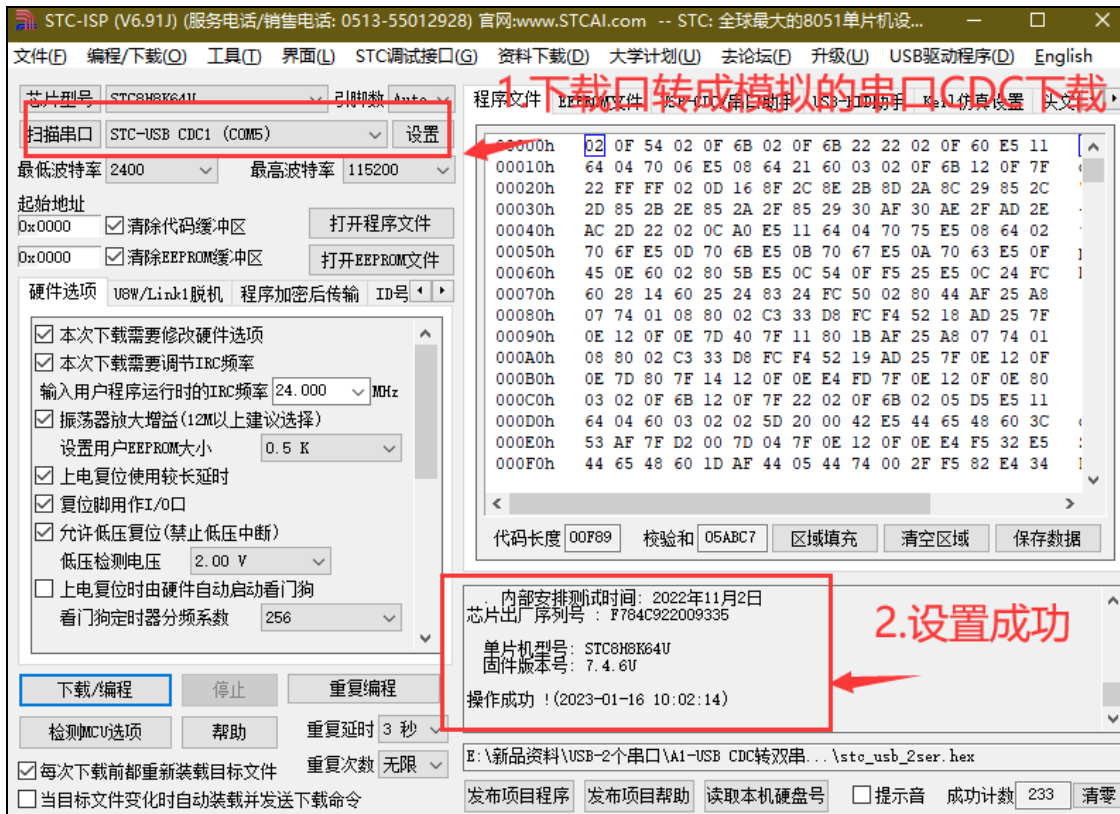 STC-ISP (V6.91J) (服务电话/销售电话: 0513-55012928) 官网:www.STCAI.com -- STC: 全球最大的8051单片机设...
文件(F) 编程/下载(O) 工具(T) 界面(L) STC调试接口(G) 资料下载(D) 大学计划(U) 去论坛(F) 升级(U) USB驱动程序(D) English
1.下载口转成模拟的串口CDC下载
芯片型号 STC8H8K64U 引脚数 Auto
程序文件 EEPROM文件 USB-CDC/串口助手 USB-HID助手 Keil仿真设置 头文
扫描串口 STC-USB CDC1 (COM5) 设置
最低波特率 2400 最高波特率 115200
起始地址
0x0000 清除代码缓冲区 打开程序文件
0x0000 清除EEPROM缓冲区 打开EEPROM文件
硬件选项 U8W/Link1脱机 程序加密后传输 ID号
本次下载需要修改硬件选项
本次下载需要调节IRC频率
输入用户程序运行时的IRC频率 24.000 MHz
振荡器放大增益(12M以上建议选择)
设置用户EEPROM大小 0.5 K
上电复位使用较长延时
复位脚用作I/O口
允许低压复位(禁止低压中断)
低压检测电压 2.00 V
上电复位时由硬件自动启动看门狗
看门狗定时器分频系数 256
00000h 02 0F 54 02 0F 6B 02 0F 6B 22 22 02 0F 60 E5 11
00010h 64 04 70 06 E5 08 64 21 60 03 02 0F 6B 12 0F 7F
00020h 22 FF FF 02 0D 16 8F 2C 8E 2B 8D 2A 8C 29 85 2C
00030h 2D 85 2B 2E 85 2A 2F 85 29 30 AF 30 AE 2F AD 2E
00040h AC 2D 22 02 0C A0 E5 11 64 04 70 75 E5 08 64 02
00050h 70 6F E5 0D 70 6B E5 0B 70 67 E5 0A 70 63 E5 0F
00060h 45 0E 60 02 80 5B E5 0C 54 0F F5 25 E5 0C 24 FC
00070h 60 28 14 60 25 24 83 24 FC 50 02 80 44 AF 25 A8
00080h 07 74 01 08 80 02 C3 33 D8 FC F4 52 18 AD 25 7F
00090h 0E 12 0F 0E 7D 40 7F 11 80 1B AF 25 A8 07 74 01
000A0h 08 80 02 C3 33 D8 FC F4 52 19 AD 25 7F 0E 12 0F
000B0h 0E 7D 80 7F 14 12 0F 0E E4 FD 7F 0E 12 0F 0E 80
000C0h 03 02 0F 6B 12 0F 7F 22 02 0F 6B 02 05 D5 E5 11
000D0h 64 04 60 03 02 02 5D 20 00 42 E5 44 65 48 60 3C
000E0h 53 AF 7F D2 00 7D 04 7F 0E 12 0F 0E E4 F5 32 E5
000F0h 44 65 48 60 1D AF 44 05 44 74 00 2F F5 82 E4 34
代码长度 00F89 校验和 05ABC7 区域填充 清空区域 保存数据
. 内部安排测试时间: 2022年11月2日
芯片出厂序列号 : F784C922009335
单片机型号: STC8H8K64U
固件版本号: 7.4.6U
操作成功 !(2023-01-16 10:02:14)
2.设置成功
下载/编程 停止 重复编程
检测MCU选项 帮助 重复延时 3 秒
每次下载前都重新装载目标文件 重复次数 无限
当目标文件变化时自动装载并发送下载命令
E:\新品资料\USB-2个串口\A1-USB CDC转双串...\stc_usb_2ser.hex
发布项目程序 发布项目帮助 读取本机硬盘号 提示音 成功计数 233 清零